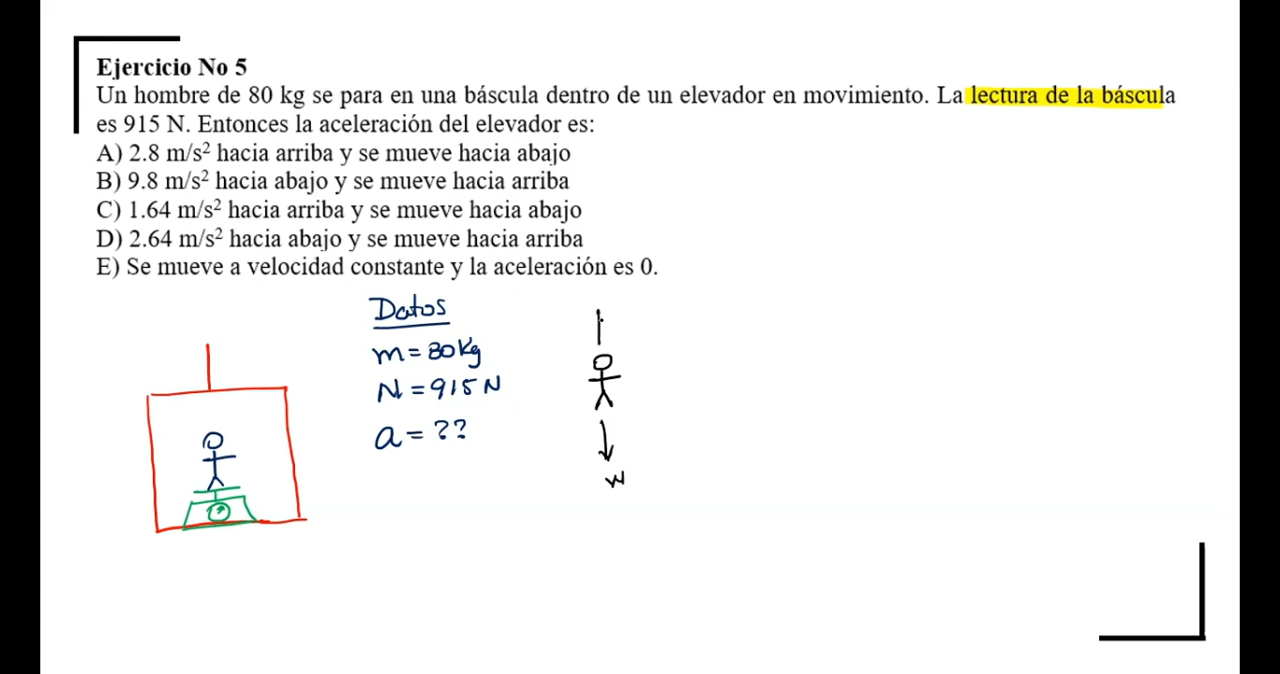 Ejercicio No 5
Un hombre de 80 kg se para en una báscula dentro de un elevador en movimiento. La lectura de la báscula
es 915 N. Entonces la aceleración del elevador es:
A) 2.8 m/s² hacia arriba y se mueve hacia abajo
B) 9.8 m/s² hacia abajo y se mueve hacia arriba
C) 1.64 m/s² hacia arriba y se mueve hacia abajo
D) 2.64 m/s² hacia abajo y se mueve hacia arriba
E) Se mueve a velocidad constante y la aceleración es 0.
Datos
m = 80 kg
N = 915 N
a = ??
w